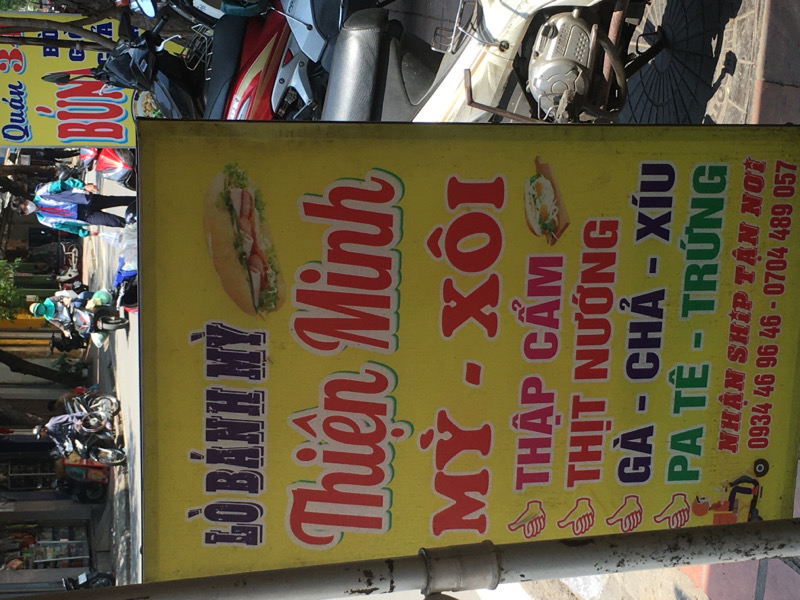 Quán 3
BÚN
LÒ BÁNH MỲ
Thiện Minh
MỲ - XÔI
THẬP CẨM
THỊT NƯỚNG
GÀ - CHẢ - XÍU
PA TÊ - TRỨNG
NHẬN SHIP TẬN NƠI
0934 46 96 46 - 0704 489 057